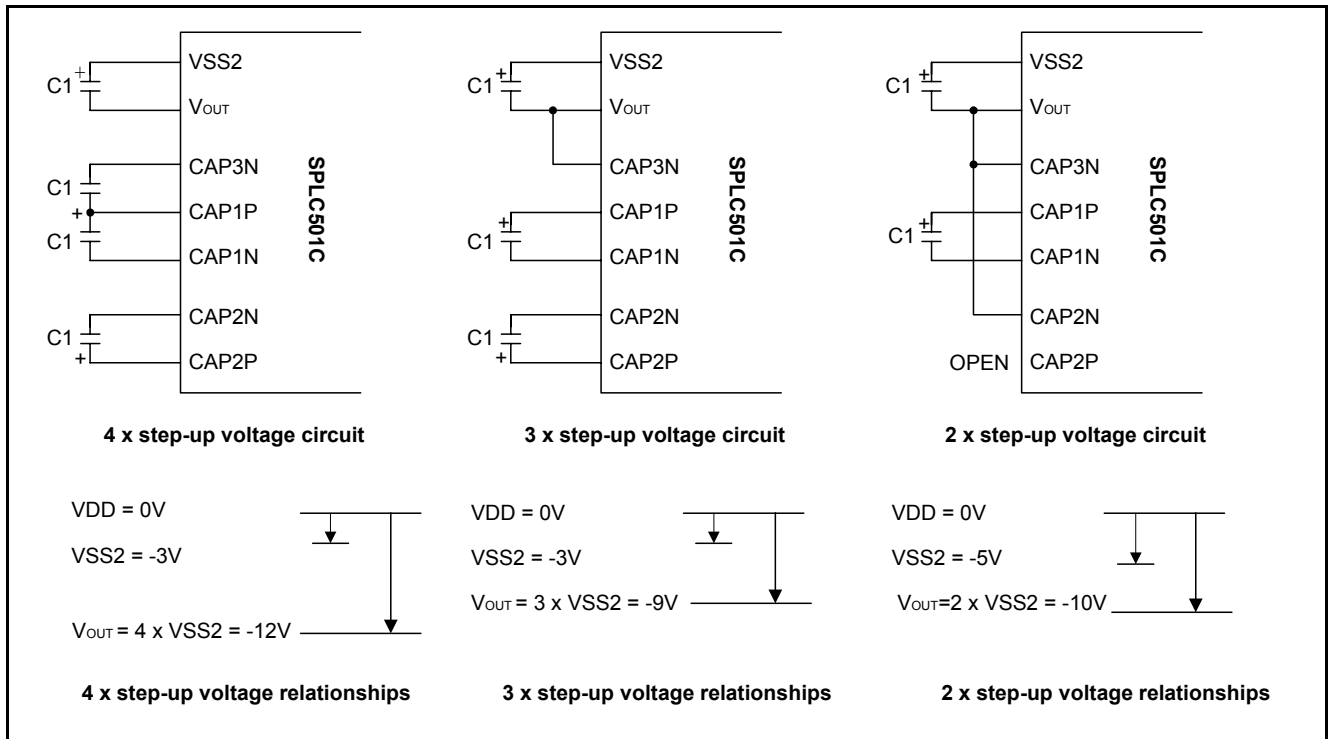 C1
+
VSS2
VOUT
CAP3N
C1
+
CAP1P
C1
CAP1N
CAP2N
C1
+
CAP2P
SPLC501C
4 x step-up voltage circuit
C1
+
VSS2
VOUT
CAP3N
CAP1P
C1
+
CAP1N
CAP2N
C1
+
CAP2P
SPLC501C
3 x step-up voltage circuit
C1
+
VSS2
VOUT
CAP3N
CAP1P
C1
+
CAP1N
CAP2N
OPEN
CAP2P
SPLC501C
2 x step-up voltage circuit
VDD = 0V
VSS2 = -3V
VOUT = 4 x VSS2 = -12V
4 x step-up voltage relationships
VDD = 0V
VSS2 = -3V
VOUT = 3 x VSS2 = -9V
3 x step-up voltage relationships
VDD = 0V
VSS2 = -5V
VOUT=2 x VSS2 = -10V
2 x step-up voltage relationships